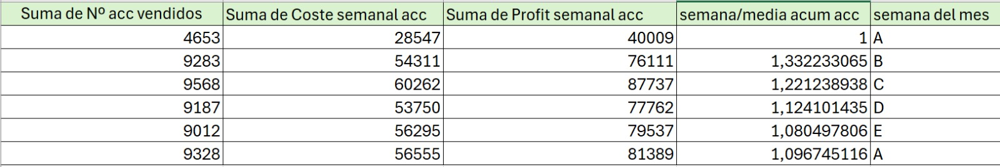 Suma de Nº acc vendidos Suma de Coste semanal acc Suma de Profit semanal acc semana/media acum acc semana del mes
4653 28547 40009 1 A
9283 54311 76111 1,332233065 B
9568 60262 87737 1,221238938 C
9187 53750 77762 1,124101435 D
9012 56295 79537 1,080497806 E
9328 56555 81389 1,096745116 A